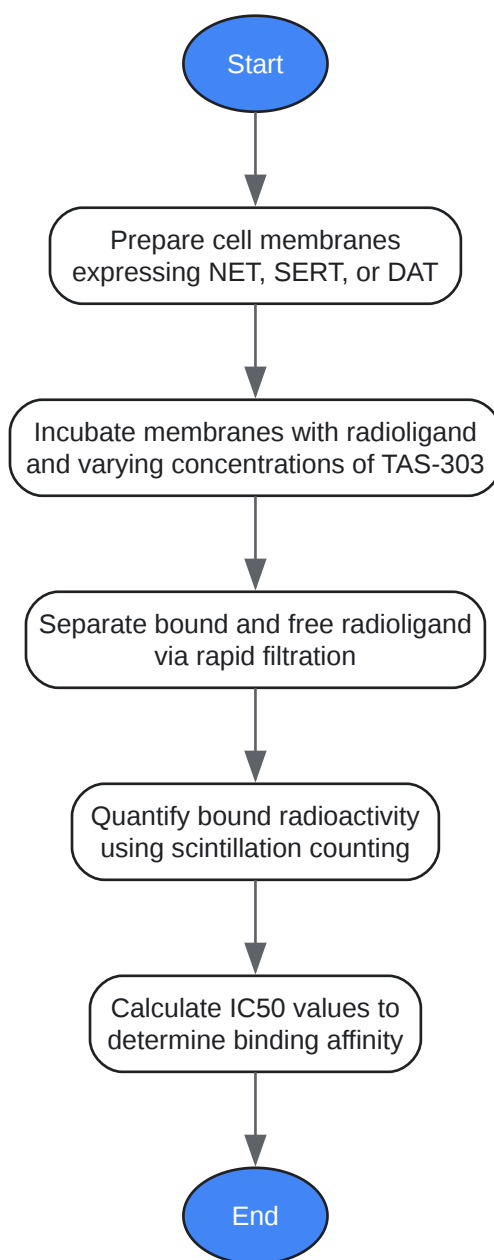 Start
Prepare cell membranes
expressing NET, SERT, or DAT
Incubate membranes with radioligand
and varying concentrations of TAS-303
Separate bound and free radioligand
via rapid filtration
Quantify bound radioactivity
using scintillation counting
Calculate IC50 values to
determine binding affinity
End